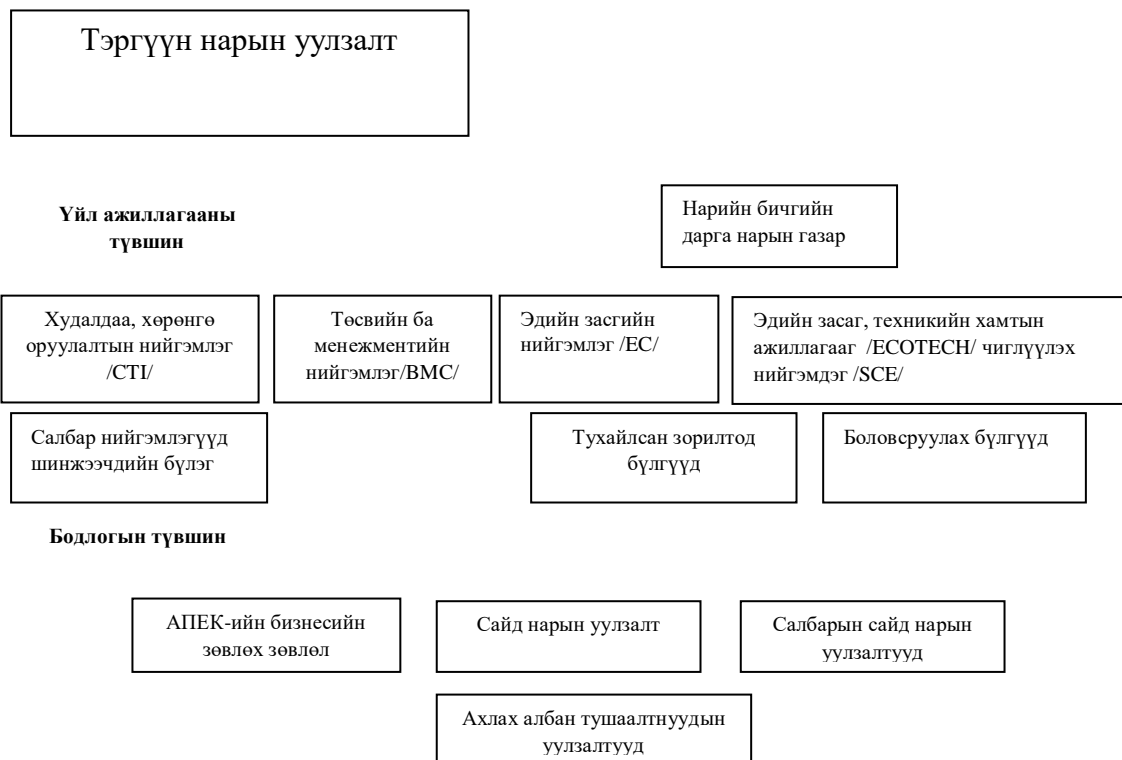 Тэргүүн нарын уулзалт
Үйл ажиллагааны
түвшин
Нарийн бичгийн
дарга нарын газар
Худалдаа, хөрөнгө
оруулалтын нийгэмлэг
/CTI/
Төсвийн ба
менежментийн
нийгэмлэг/BMC/
Эдийн засгийн
нийгэмлэг /EC/
Эдийн засаг, техникийн хамтын
ажиллагааг /ECOTECH/ чиглүүлэх
нийгэмдэг /SCE/
Салбар нийгэмлэгүүд
шинжээчдийн бүлэг
Тухайлсан зорилтод
бүлгүүд
Боловсруулах бүлгүүд
Бодлогын түвшин
АПЕК-ийн бизнесийн
зөвлөх зөвлөл
Сайд нарын уулзалт
Салбарын сайд нарын
уулзалтууд
Ахлах албан тушаалтнуудын
уулзалтууд